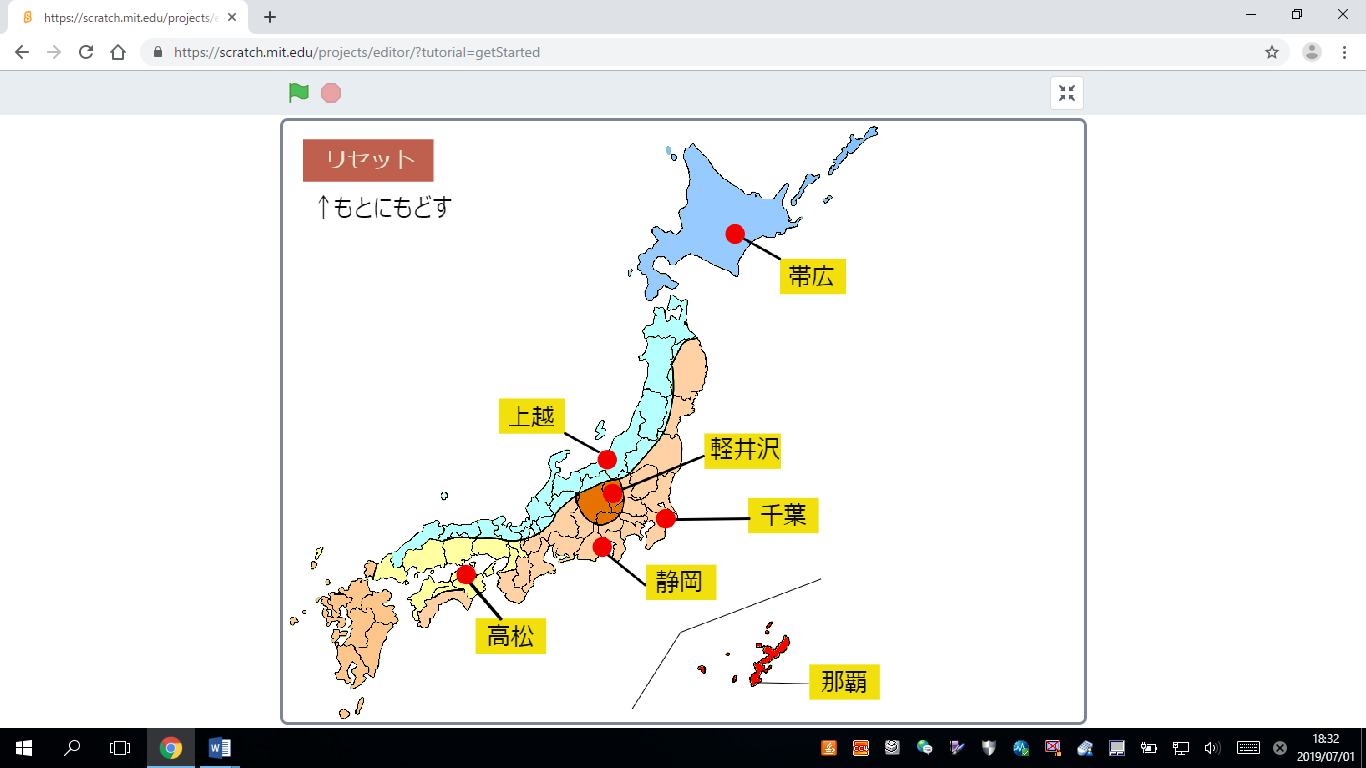 https://scratch.mit.edu/projects/e
https://scratch.mit.edu/projects/editor/?tutorial=getStarted
リセット
↑もとにもどす
帯広
上越
軽井沢
千葉
静岡
高松
那覇
18:32
2019/07/01